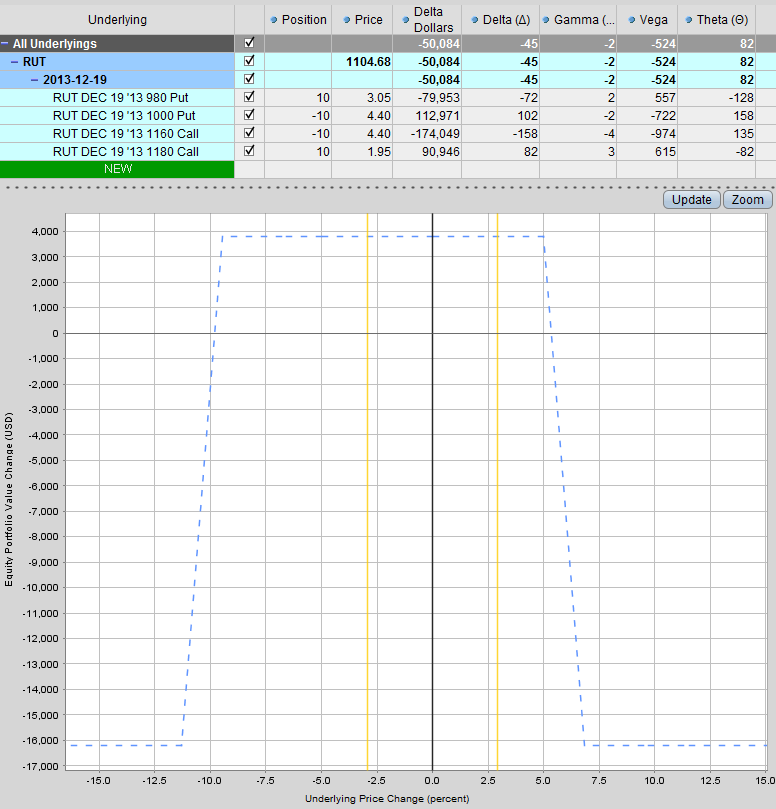 Underlying Position Price Delta Dollars Delta (Δ) Gamma (... Vega Theta (Θ)
All Underlyings -50,084 -45 -2 -524 82
RUT 1104.68 -50,084 -45 -2 -524 82
2013-12-19 -50,084 -45 -2 -524 82
RUT DEC 19 '13 980 Put 10 3.05 -79,953 -72 2 557 -128
RUT DEC 19 '13 1000 Put -10 4.40 112,971 102 -2 -722 158
RUT DEC 19 '13 1160 Call -10 4.40 -174,049 -158 -4 -974 135
RUT DEC 19 '13 1180 Call 10 1.95 90,946 82 3 615 -82
NEW
Update Zoom
4,000
3,000
2,000
1,000
0
-1,000
-2,000
-3,000
-4,000
-5,000
-6,000
-7,000
-8,000
-9,000
-10,000
-11,000
-12,000
-13,000
-14,000
-15,000
-16,000
-17,000
Equity Portfolio Value Change (USD)
-15.0 -12.5 -10.0 -7.5 -5.0 -2.5 0.0 2.5 5.0 7.5 10.0 12.5 15.0 15.0
Underlying Price Change (percent)